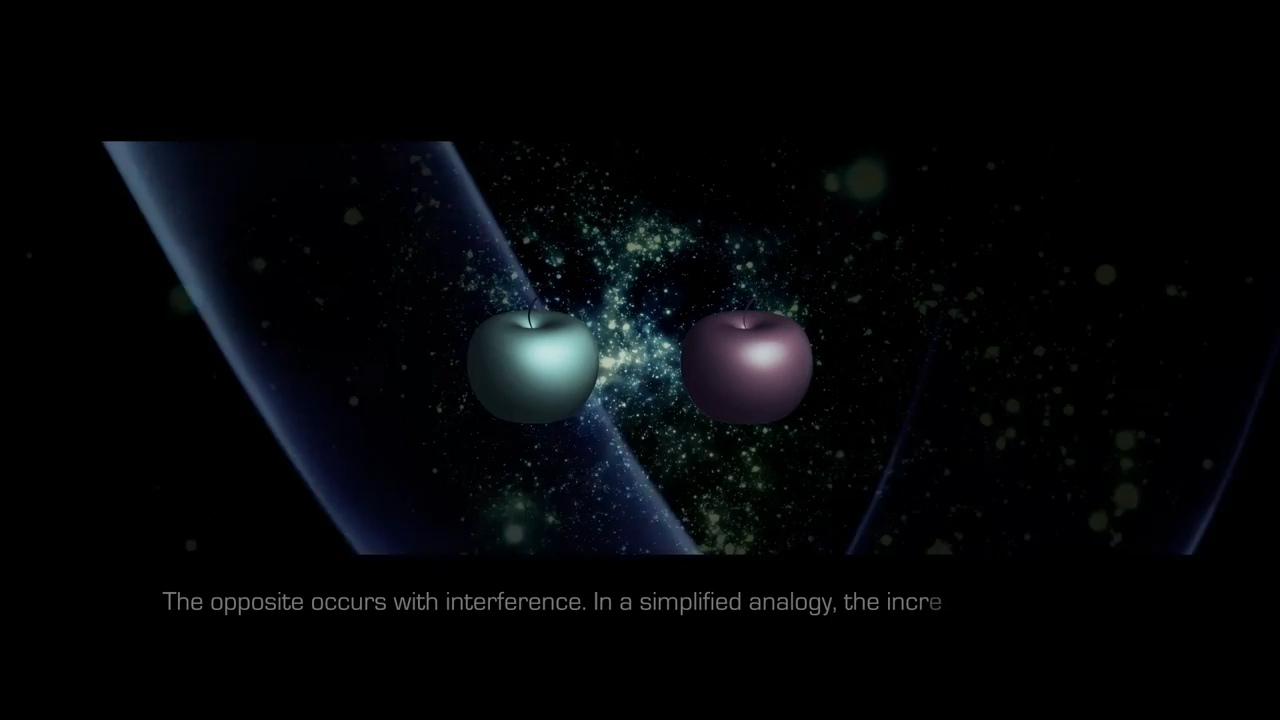 The opposite occurs with interference. In a simplified analogy, the incre